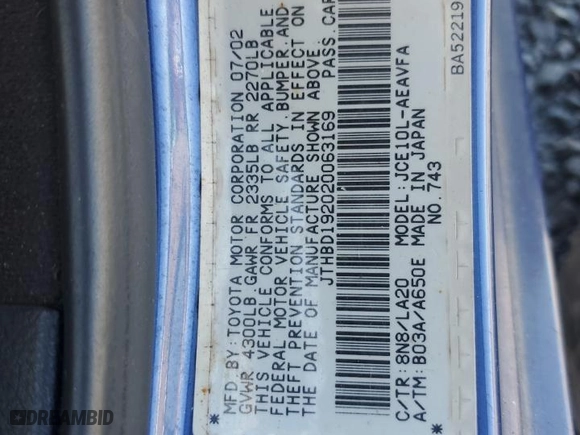 MFD.BY: TOYOTA MOTOR CORPORATION 07/02
GVWR 4300LB. GAWR FR 2335LB RR 2270LB
THIS VEHICLE CONFORMS TO ALL APPLICABLE
FEDERAL MOTOR VEHICLE SAFETY, BUMPER, AND
THEFT PREVENTION STANDARDS IN EFFECT ON
THE DATE OF MANUFACTURE SHOWN ABOVE.
JTHBD192020063169 PASS.CAR
C/TR: 8N8/LA20 MODEL: JCE10L-AEAVFA
A/TM: B03A/A650E MADE IN JAPAN
NO. 743
BA52219
DREAMBID